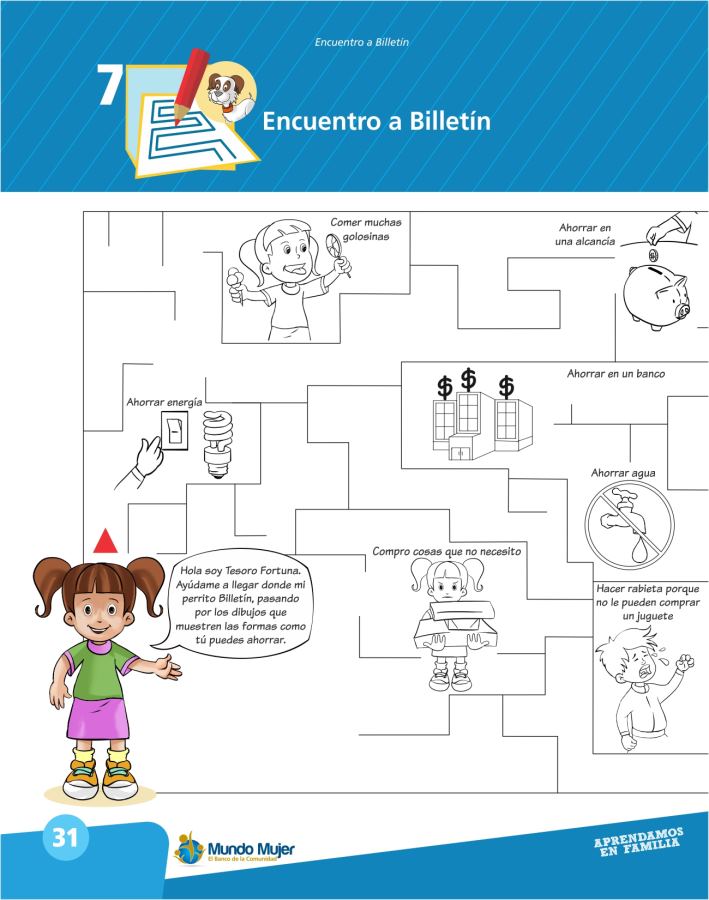 Encuentro a Billetín
7
Encuentro a Billetín
Comer muchas
golosinas
Ahorrar en
una alcancía
$ $ $
Ahorrar en un banco
Ahorrar energía
Ahorrar agua
Compro cosas que no necesito
Hola soy Tesoro Fortuna.
Ayúdame a llegar donde mi
perrito Billetín, pasando
por los dibujos que
muestren las formas como
tú puedes ahorrar.
Hacer rabieta porque
no le pueden comprar
un juguete
31
Mundo Mujer
El Banco de la Comunidad
APRENDAMOS
EN FAMILIA